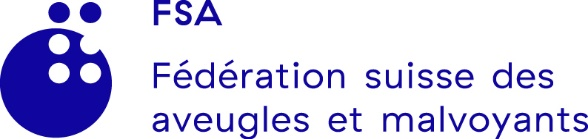 FSA
Fédération suisse des
aveugles et malvoyants